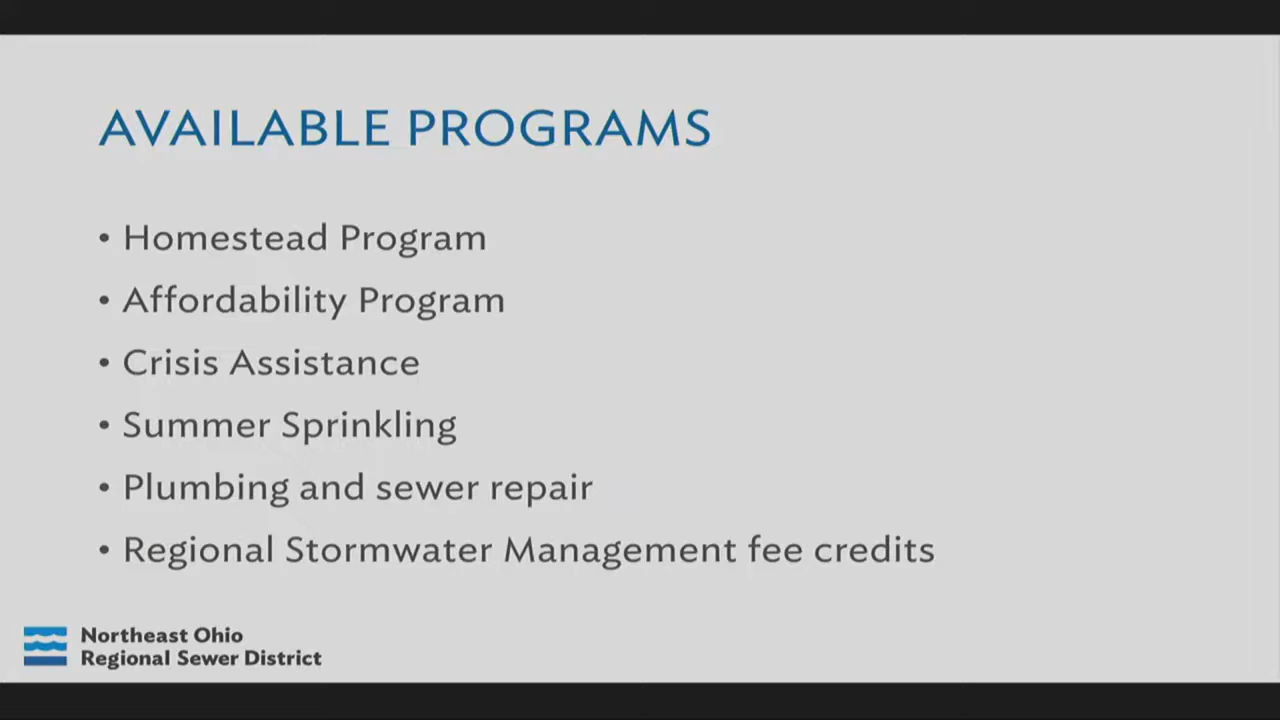 AVAILABLE PROGRAMS
• Homestead Program
• Affordability Program
• Crisis Assistance
• Summer Sprinkling
• Plumbing and sewer repair
• Regional Stormwater Management fee credits
Northeast Ohio
Regional Sewer District